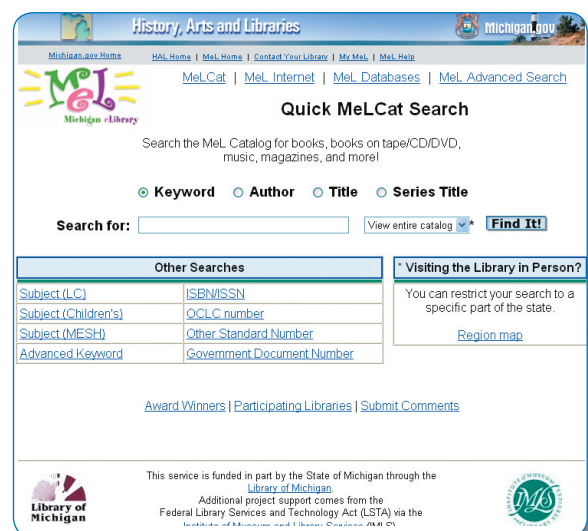 History, Arts and Libraries
Michigan.gov
Michigan.gov Home
HAL Home | MeL Home | Contact Your Library | My MeL | MeL Help
MeL
Michigan eLibrary
MeLCat | MeL Internet | MeL Databases | MeL Advanced Search
Quick MeLCat Search
Search the MeL Catalog for books, books on tape/CD/DVD,
music, magazines, and more!
Keyword Author Title Series Title
Search for: View entire catalog * Find It!
Other Searches
Subject (LC) ISBN/ISSN
Subject (Children's) OCLC number
Subject (MESH) Other Standard Number
Advanced Keyword Government Document Number
* Visiting the Library in Person?
You can restrict your search to a
specific part of the state.
Region map
Award Winners | Participating Libraries | Submit Comments
Library of
Michigan
This service is funded in part by the State of Michigan through the
Library of Michigan.
Additional project support comes from the
Federal Library Services and Technology Act (LSTA) via the
Institute of Museum and Library Services (IMLS)
INSTITUTE of MUSEUM
and LIBRARY SERVICES
IMLS